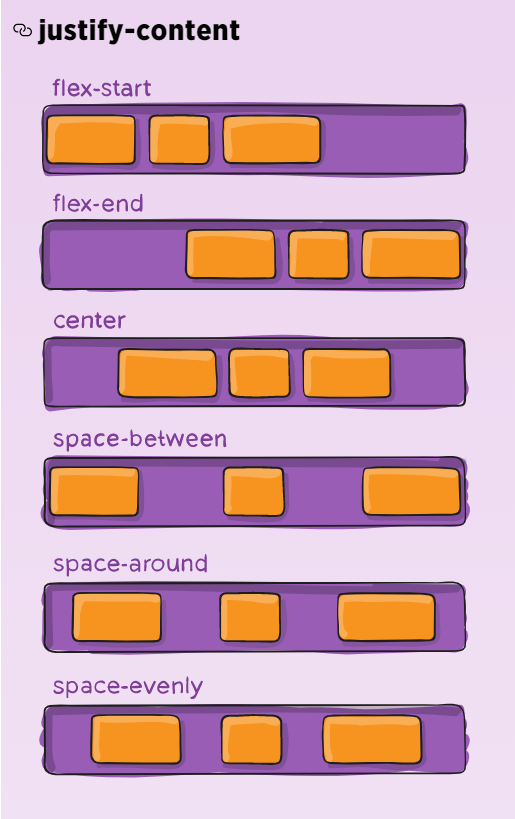 justify-content
flex-start
flex-end
center
space-between
space-around
space-evenly